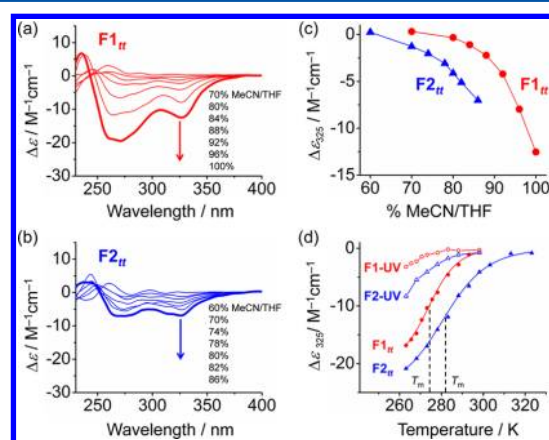 (a)
F1tt
10
0
-10
-20
-30
Δε / M⁻¹cm⁻¹
70% MeCN/THF
80%
84%
88%
92%
96%
100%
250 300 350 400
Wavelength / nm
(b)
F2tt
10
0
-10
-20
-30
Δε / M⁻¹cm⁻¹
60% MeCN/THF
70%
74%
78%
80%
82%
86%
250 300 350 400
Wavelength / nm
(c)
0
-5
-10
-15
Δε325 / M⁻¹cm⁻¹
F2tt
F1tt
60 70 80 90 100
% MeCN/THF
(d)
0
-5
-10
-15
-20
Δε 325/ M⁻¹cm⁻¹
F1-UV
F2-UV
F1tt
F2tt
Tm Tm
260 280 300 320
Temperature / K